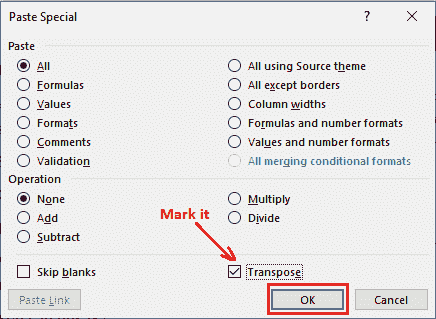 Paste Special ? ×
Paste
All
All using Source theme
Formulas
All except borders
Values
Column widths
Formats
Formulas and number formats
Comments
Values and number formats
Validation
All merging conditional formats
Operation
None
Multiply
Add
Divide
Subtract
Mark it
Skip blanks
Transpose
Paste Link
OK
Cancel